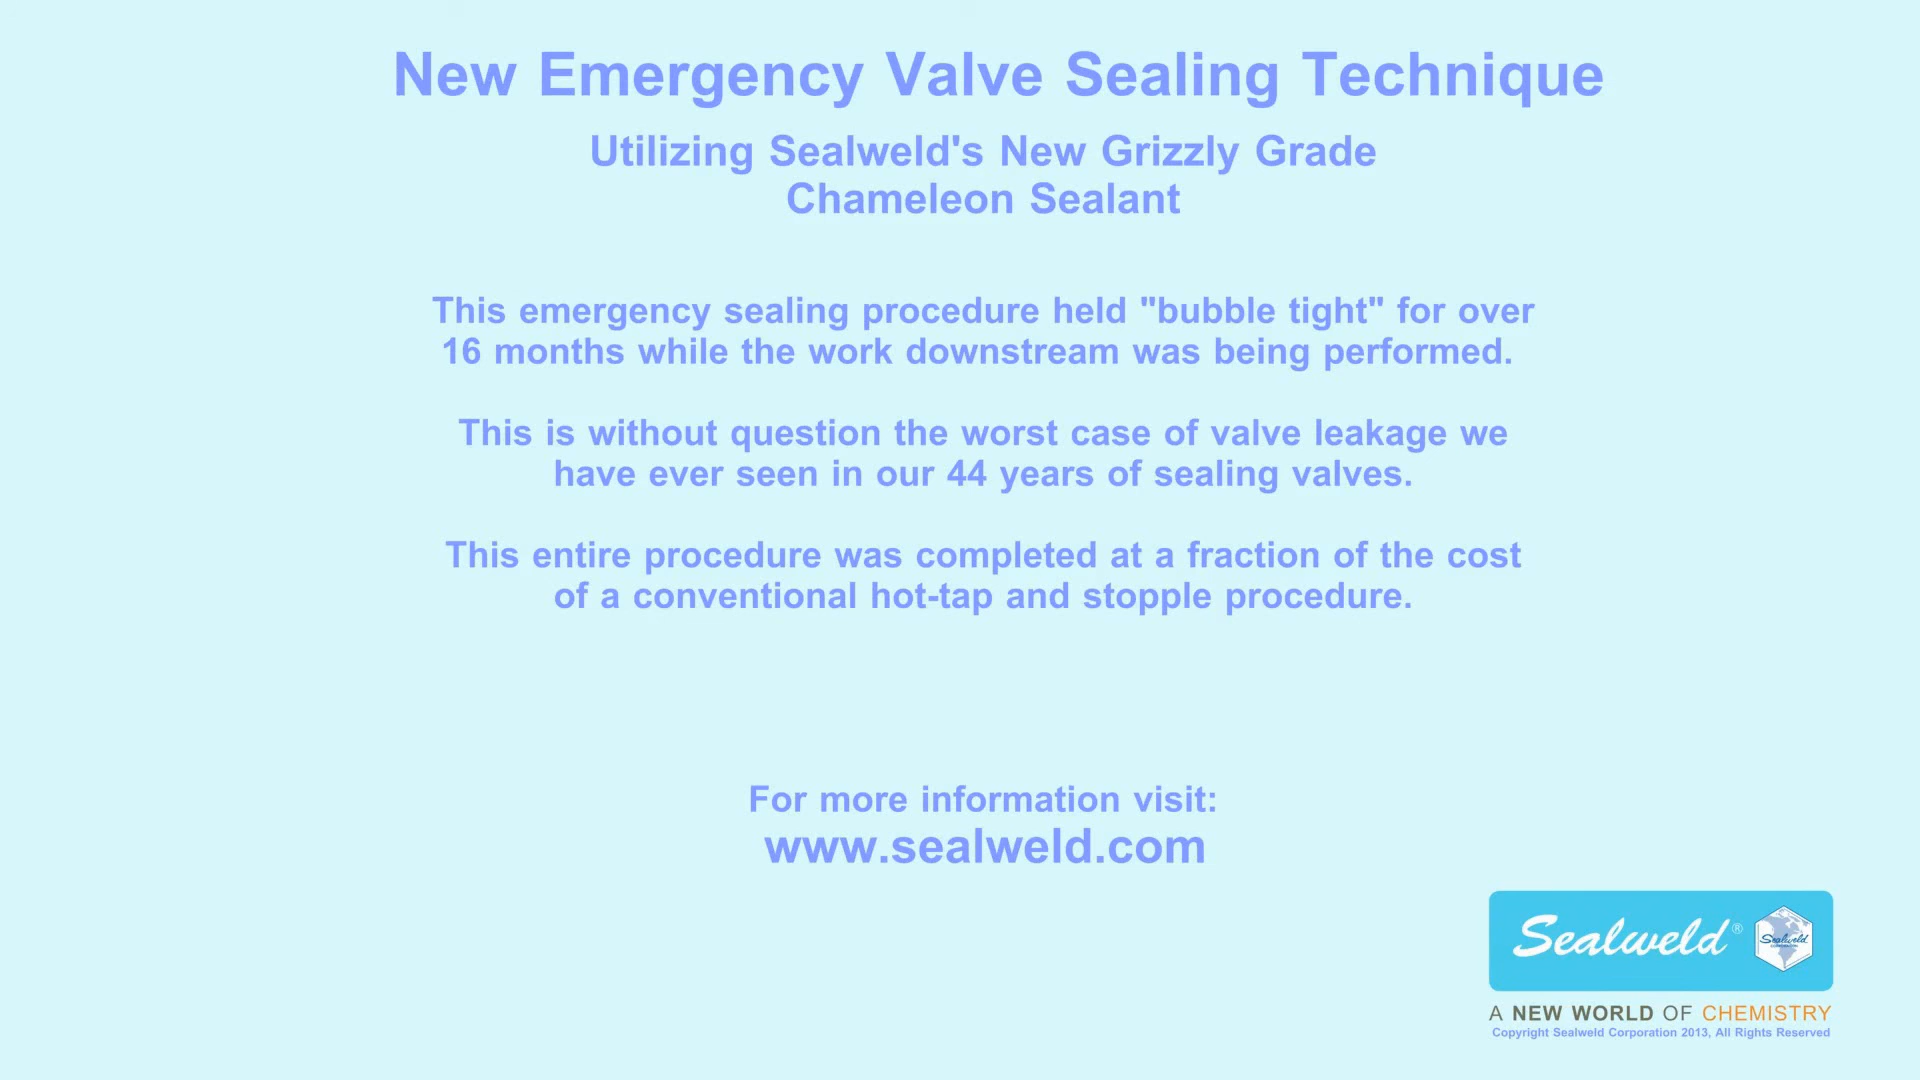 New Emergency Valve Sealing Technique
Utilizing Sealweld's New Grizzly Grade
Chameleon Sealant
This emergency sealing procedure held "bubble tight" for over
16 months while the work downstream was being performed.
This is without question the worst case of valve leakage we
have ever seen in our 44 years of sealing valves.
This entire procedure was completed at a fraction of the cost
of a conventional hot-tap and stopple procedure.
For more information visit:
www.sealweld.com
Sealweld®
Sealweld
A NEW WORLD OF CHEMISTRY
Copyright Sealweld Corporation 2013, All Rights Reserved